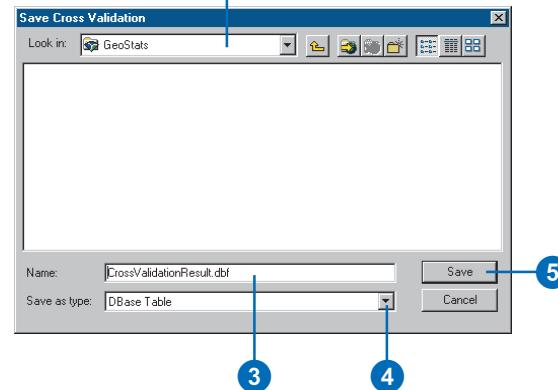 Save Cross Validation
Look in: GeoStats
Name: CrossValidationResult.dbf Save
Save as type: DBase Table Cancel
5
3 4